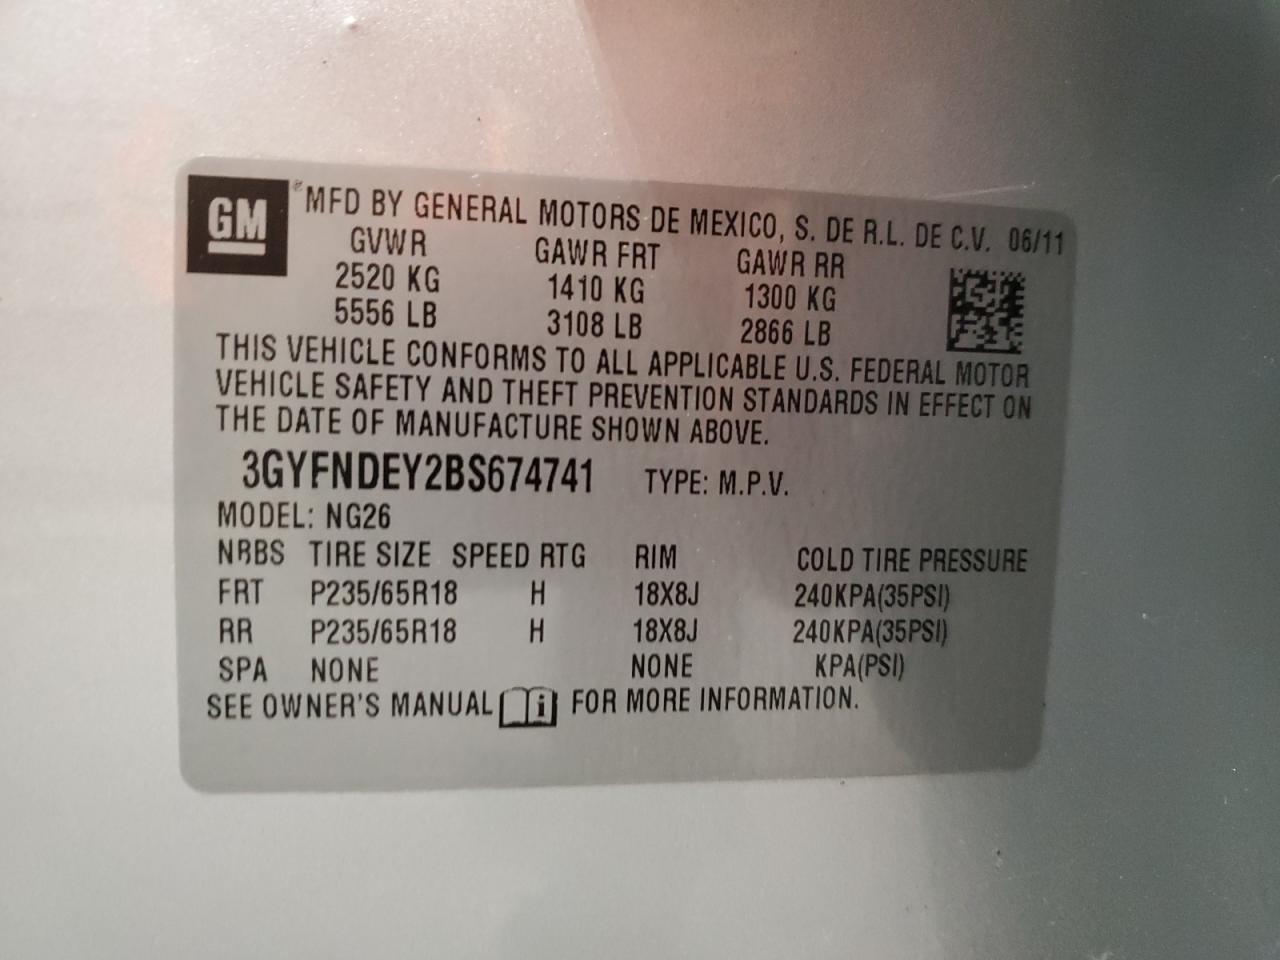 GM ® MFD BY GENERAL MOTORS DE MEXICO, S. DE R.L. DE C.V. 06/11
GVWR GAWR FRT GAWR RR
2520 KG 1410 KG 1300 KG
5556 LB 3108 LB 2866 LB
THIS VEHICLE CONFORMS TO ALL APPLICABLE U.S. FEDERAL MOTOR
VEHICLE SAFETY AND THEFT PREVENTION STANDARDS IN EFFECT ON
THE DATE OF MANUFACTURE SHOWN ABOVE.
3GYFNDEY2BS674741 TYPE: M.P.V.
MODEL: NG26
NRBS TIRE SIZE SPEED RTG RIM COLD TIRE PRESSURE
FRT P235/65R18 H 18X8J 240KPA(35PSI)
RR P235/65R18 H 18X8J 240KPA(35PSI)
SPA NONE NONE KPA(PSI)
SEE OWNER'S MANUAL i FOR MORE INFORMATION.